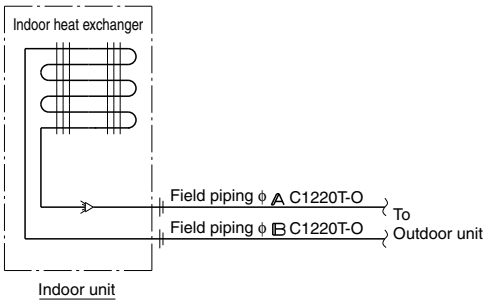 Indoor heat exchanger
Field piping ϕ A C1220T-O
To
Field piping ϕ B C1220T-O
Outdoor unit
Indoor unit